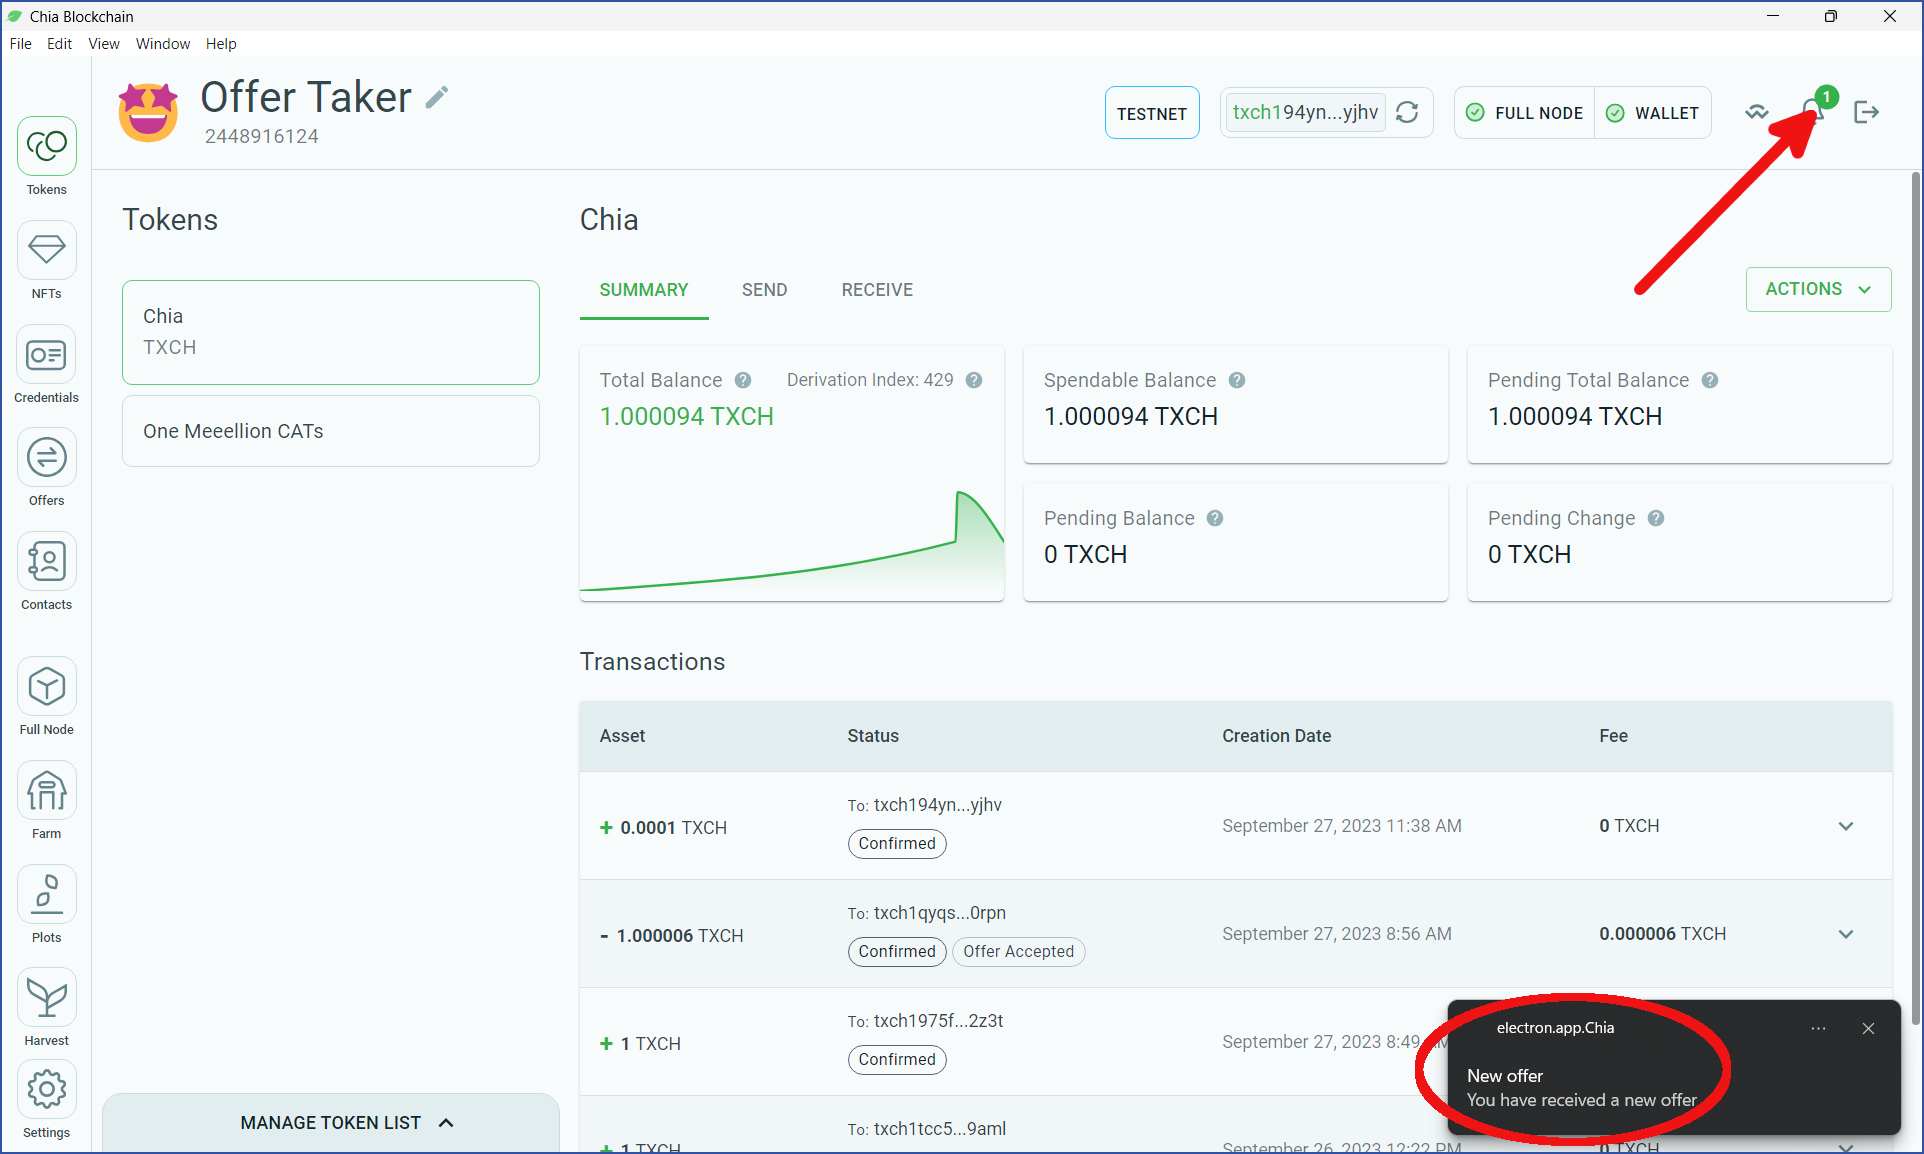 Chia Blockchain
File Edit View Window Help
Offer Taker
2448916124
TESTNET
txch194yn...yjhv
FULL NODE
WALLET
1
Tokens
NFTs
Credentials
Offers
Contacts
Full Node
Farm
Plots
Harvest
Settings
Tokens
Chia
TXCH
One Meeellion CATs
MANAGE TOKEN LIST
Chia
SUMMARY SEND RECEIVE
ACTIONS
Total Balance ? Derivation Index: 429 ?
1.000094 TXCH
Spendable Balance ?
1.000094 TXCH
Pending Total Balance ?
1.000094 TXCH
Pending Balance ?
0 TXCH
Pending Change ?
0 TXCH
Transactions
Asset Status Creation Date Fee
+ 0.0001 TXCH
To: txch194yn...yjhv
Confirmed
September 27, 2023 11:38 AM
0 TXCH
- 1.000006 TXCH
To: txch1qyqs...0rpn
Confirmed Offer Accepted
September 27, 2023 8:56 AM
0.000006 TXCH
+ 1 TXCH
To: txch1975f...2z3t
Confirmed
September 27, 2023 8:49 AM
+ 1 TXCH
To: txch1tcc5...9aml
September 26, 2023 12:22 PM
0 TXCH
electron.app.Chia
New offer
You have received a new offer